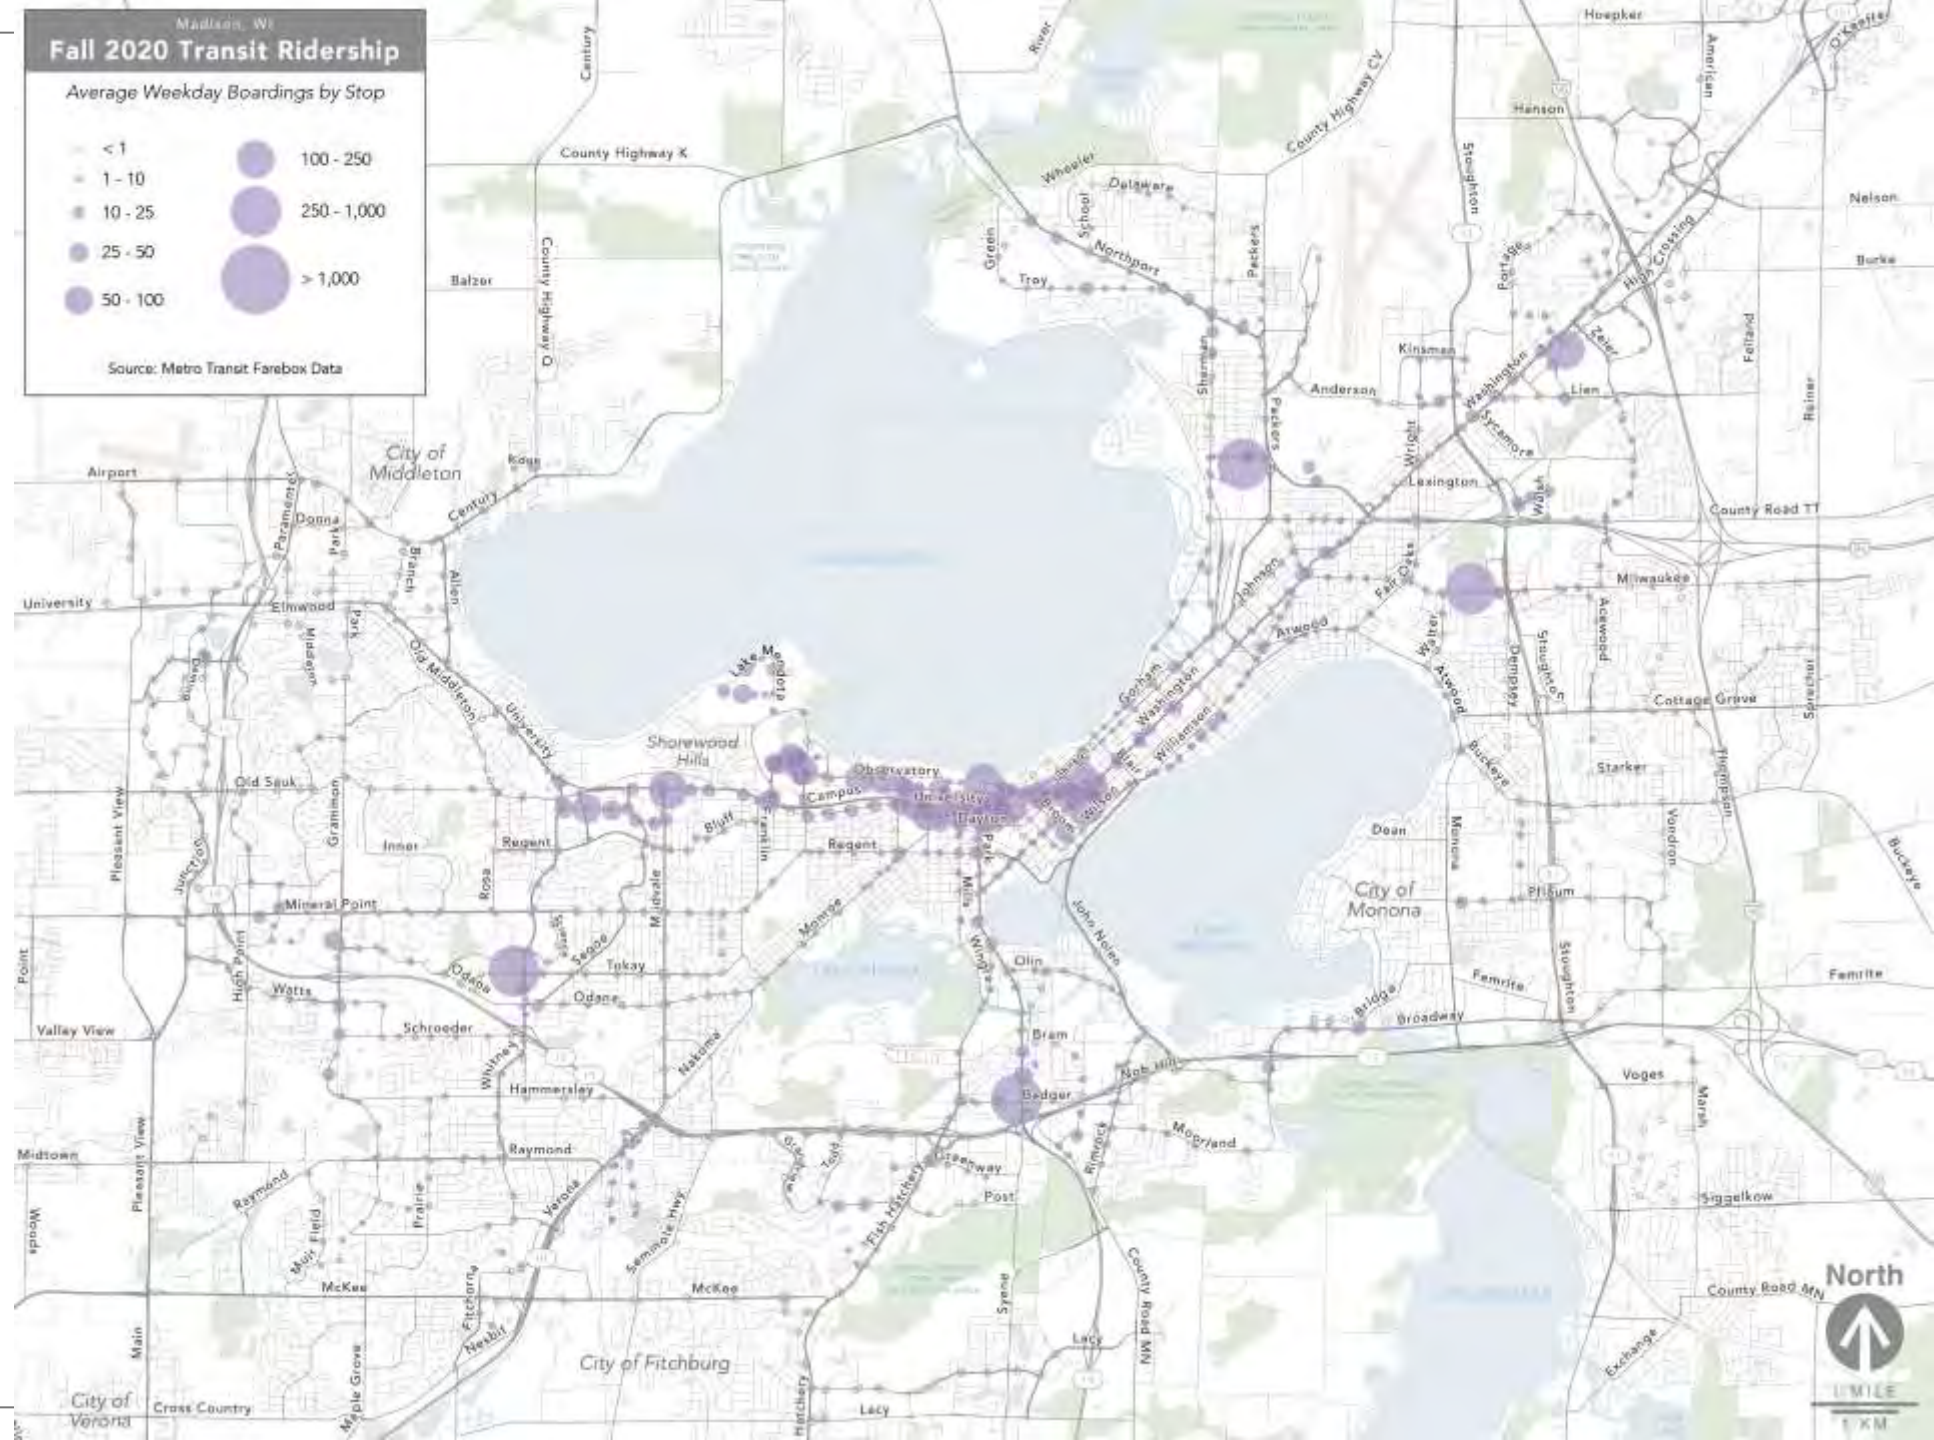 Madison, WI
Fall 2020 Transit Ridership
Average Weekday Boardings by Stop
< 1
1 - 10
10 - 25
25 - 50
50 - 100
100 - 250
250 - 1,000
> 1,000
Source: Metro Transit Farebox Data
Century
River
County Highway CV
Hoepker
American
O'Keeffe
Hanson
County Highway K
Wheeler
Delaware
School
Stoughton
Nelson
Green
Northport
Packers
Portage
High Crossing
Burke
Balzer
County Highway Q
Troy
Sherman
Kinsman
Washington
Zeier
Felland
Anderson
Lien
Reiner
Packers
Sycamore
Wright
City of
Middleton
Ridge
Airport
Century
Lexington
Walsh
County Road TT
Parmenter
Donna
Park
Branch
Allen
Johnson
Fair Oaks
Milwaukee
University
Elmwood
Park
Middleton
Atwood
Walter
Acewood
Deming
Old Middleton
Lake Mendota
Gorham
Washington
Williamson
Atwood
Dempsey
Stoughton
Cottage Grove
Sprecher
University
Shorewood
Hills
Observatory
Blair
Buckeye
Starker
Thompson
Old Sauk
Campus
University
Dayton
Broom
Wilson
Pleasant View
Grammon
Bluff
Franklin
Regent
Inner
Regent
Park
Dean
Monona
Vondron
Buckeye
Junction
Rosa
Midvale
Mills
City of
Monona
Pflaum
Mineral Point
Monroe
John Nolen
Point
High Point
Segoe
Tokay
Wingra
Olin
Stoughton
Femrite
Femrite
Odana
Watts
Odana
Bridge
Broadway
Valley View
Schroeder
Whitney
Nakoma
Bram
Nob Hill
Hammersley
Badger
Voges
Marsh
Pleasant View
Midtown
Raymond
Todd
Greenway
Rimrock
Moorland
Raymond
Verona
Post
Siggelkow
Woods
Muir Field
Prairie
Seminole Hwy
Fish Hatchery
McKee
McKee
Fitchrona
Syene
County Road MN
County Road MN
North
Main
Nesbit
Maple Grove
City of Fitchburg
Lacy
Exchange
1 MILE
1 KM
City of
Verona
Cross Country
Hatchery
Lacy